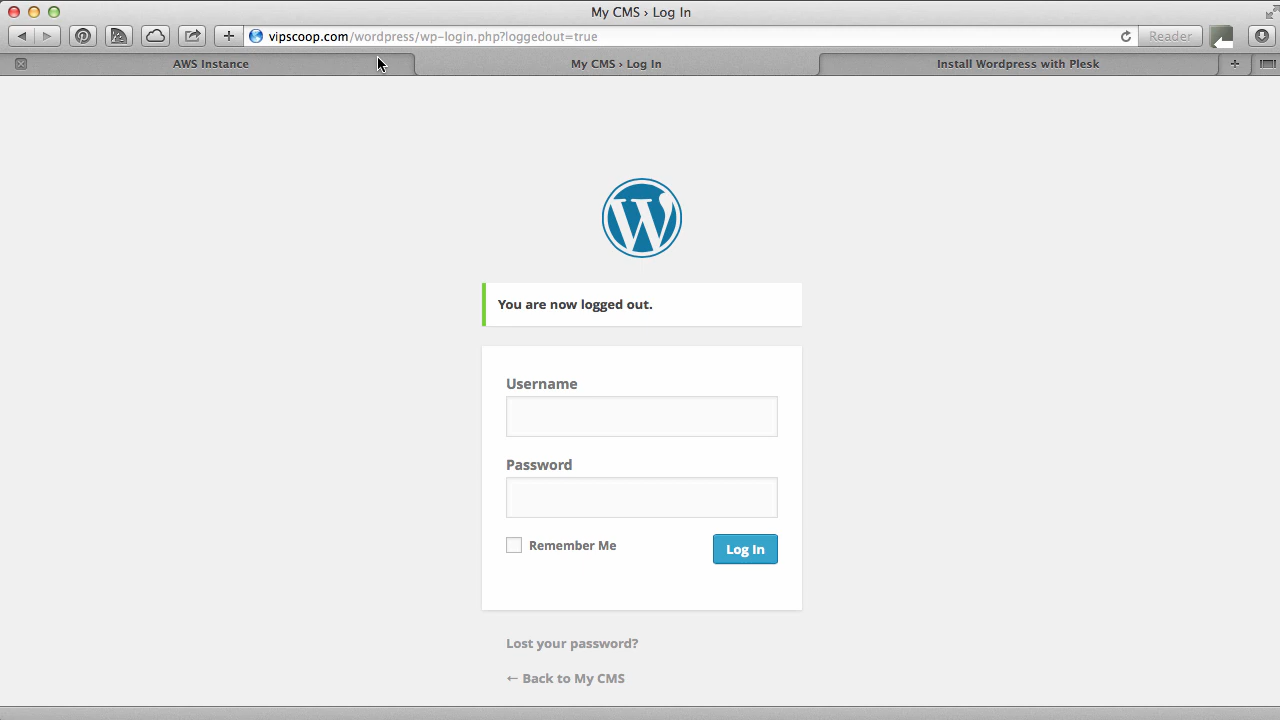 My CMS › Log In
vipscoop.com/wordpress/wp-login.php?loggedout=true
Reader
AWS Instance
My CMS › Log In
Install Wordpress with Plesk
You are now logged out.
Username
Password
Remember Me
Log In
Lost your password?
← Back to My CMS